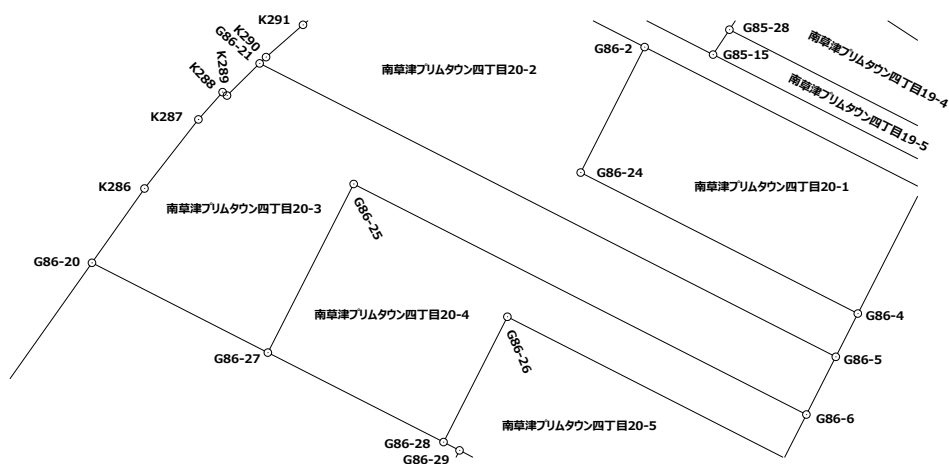 K291
K290
G86-21
K289
K288
K287
K286
G86-20
G86-2
G85-28
G85-15
南草津プリムタウン四丁目20-2
南草津プリムタウン四丁目19-4
南草津プリムタウン四丁目19-5
G86-24
南草津プリムタウン四丁目20-1
南草津プリムタウン四丁目20-3
G86-25
南草津プリムタウン四丁目20-4
G86-4
G86-26
G86-5
G86-27
G86-6
南草津プリムタウン四丁目20-5
G86-28
G86-29